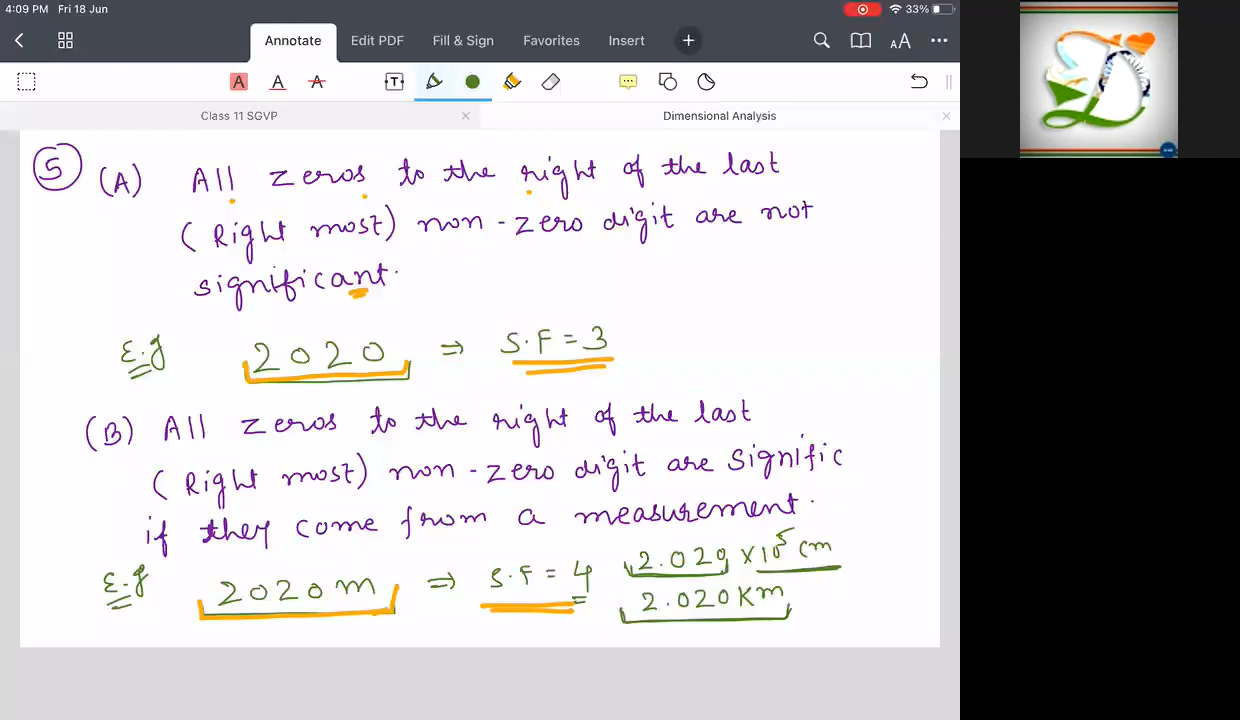 4:09 PM Fri 18 Jun
33%
Annotate Edit PDF Fill & Sign Favorites Insert
Class 11 SGVP
Dimensional Analysis
5 (A) All zeros to the right of the last
(Right most) non-zero digit are not
significant.
E.g 2020 ⇒ S.F = 3
(B) All zeros to the right of the last
(Right most) non-zero digit are signific
if they come from a measurement.
E.g 2020m ⇒ S.F = 4 2.020 × 10⁵ cm
2.020 Km